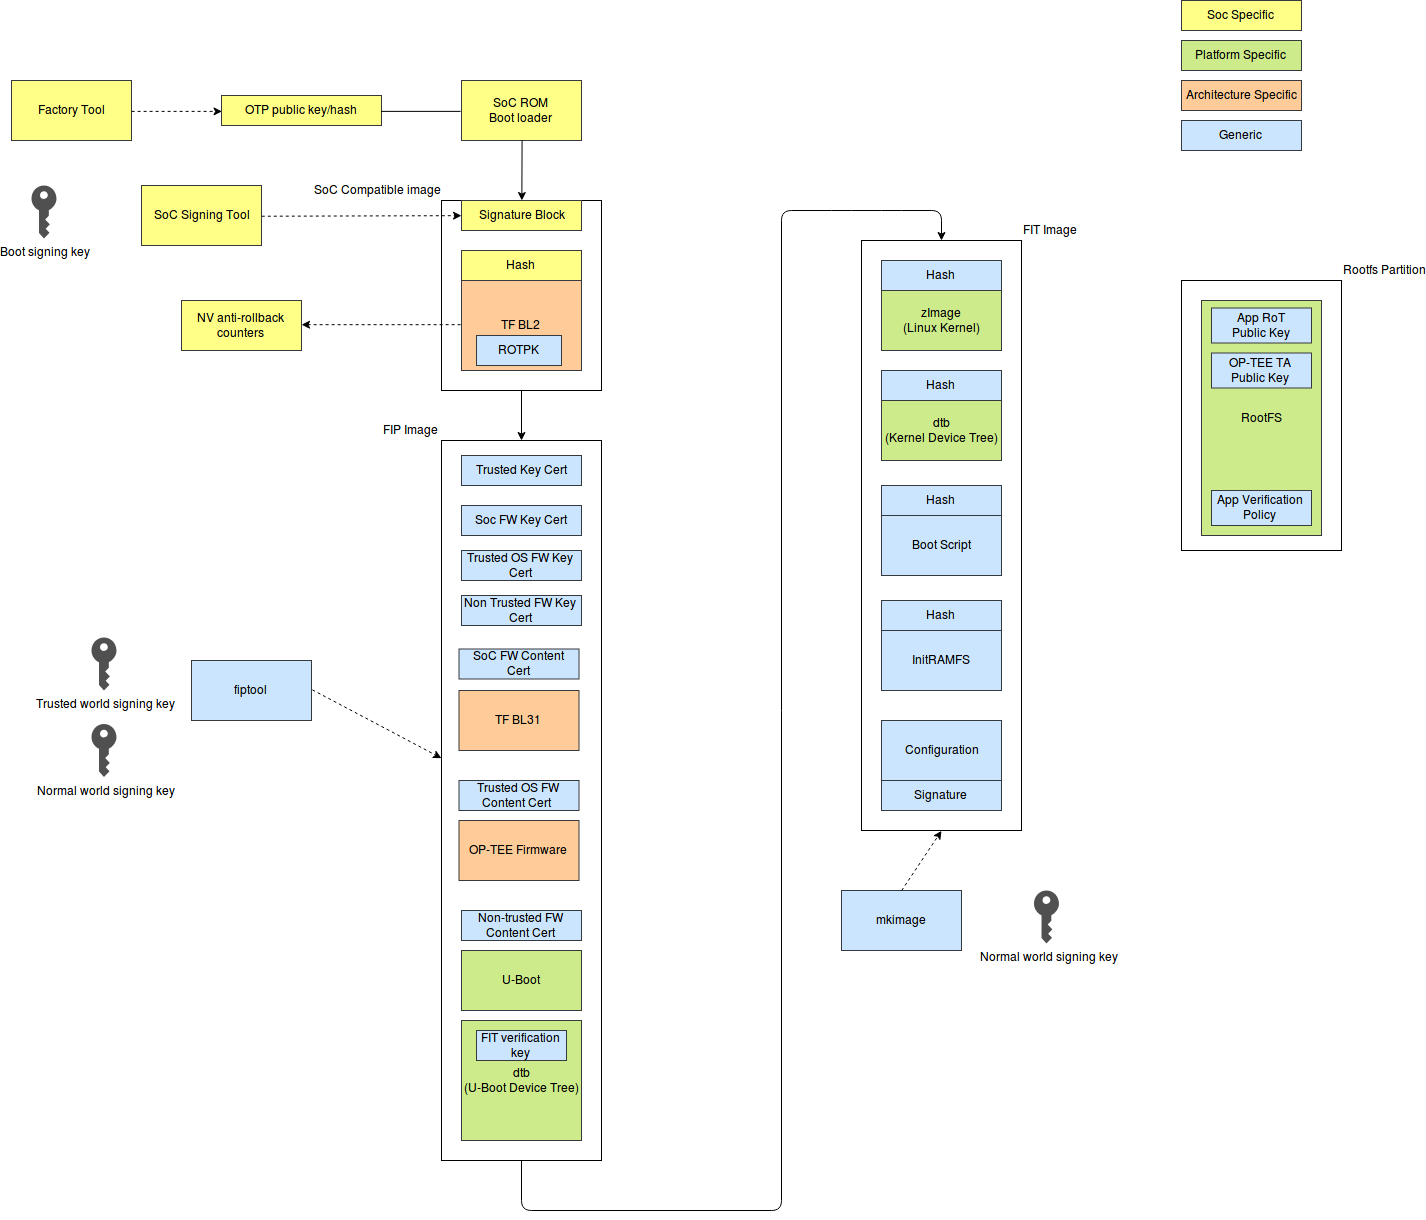 Soc Specific
Platform Specific
Architecture Specific
Generic
Factory Tool
OTP public key/hash
SoC ROM
Boot loader
Boot signing key
SoC Signing Tool
SoC Compatible image
Signature Block
Hash
TF BL2
ROTPK
NV anti-rollback
counters
FIP Image
Trusted Key Cert
Soc FW Key Cert
Trusted OS FW Key
Cert
Non Trusted FW Key
Cert
SoC FW Content
Cert
TF BL31
Trusted OS FW
Content Cert
OP-TEE Firmware
Non-trusted FW
Content Cert
U-Boot
FIT verification
key
dtb
(U-Boot Device Tree)
Trusted world signing key
Normal world signing key
fiptool
FIT Image
Hash
zImage
(Linux Kernel)
Hash
dtb
(Kernel Device Tree)
Hash
Boot Script
Hash
InitRAMFS
Configuration
Signature
mkimage
Normal world signing key
Rootfs Partition
App RoT
Public Key
OP-TEE TA
Public Key
RootFS
App Verification
Policy